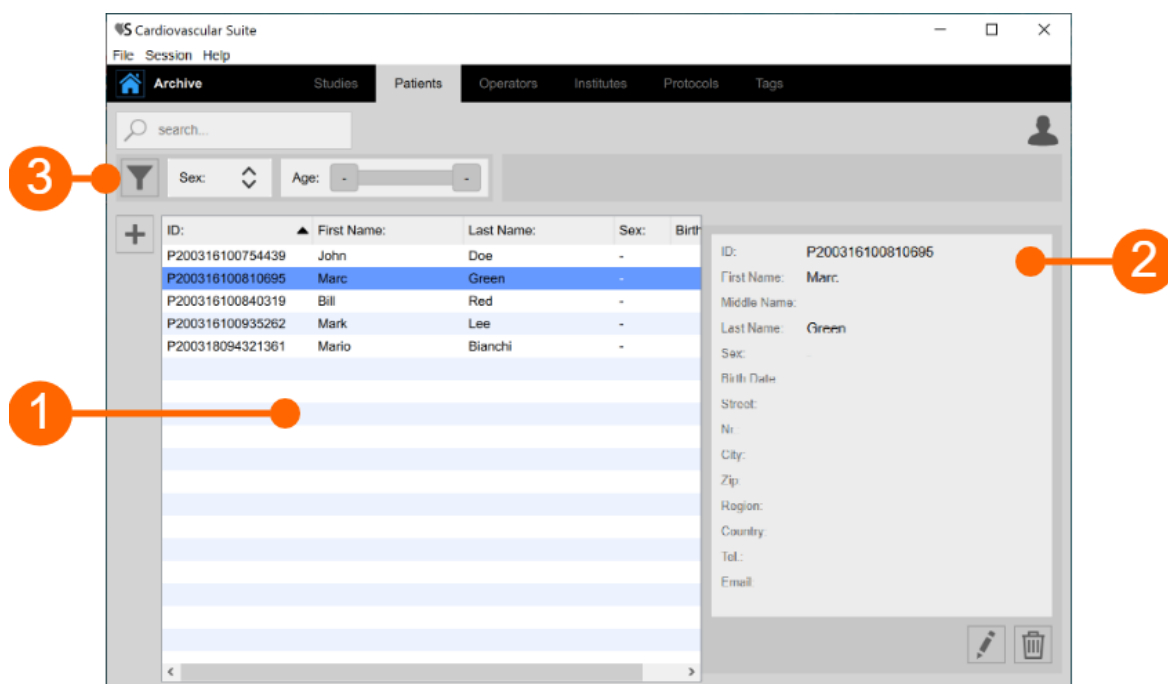 S Cardiovascular Suite
File Session Help
Archive Studies Patients Operators Institutes Protocols Tags
search...
3
Sex: Age: - -
ID: First Name: Last Name: Sex: Birth
P200316100754439 John Doe -
P200316100810695 Marc Green -
P200316100840319 Bill Red -
P200316100935262 Mark Lee -
P200318094321361 Mario Bianchi -
1
ID: P200316100810695
2
First Name: Marc
Middle Name:
Last Name: Green
Sex: -
Birth Date
Street:
Nr.
City:
Zip
Region:
Country:
Tel.:
Email